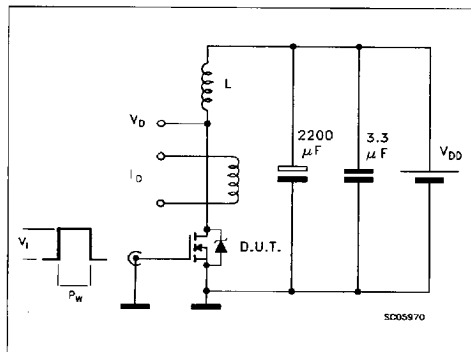 L
V_D
2200 μF
3.3 μF
V_DD
I_D
V_i
D.U.T.
P_W
SC05970